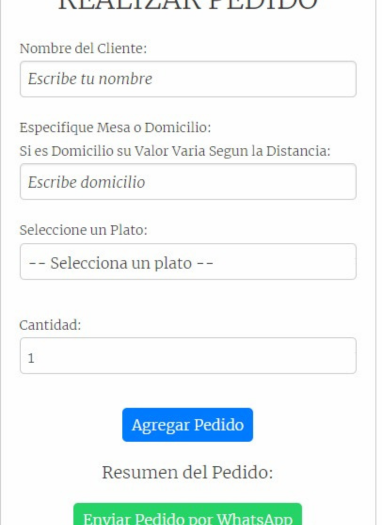 REALIZAR PEDIDO
Nombre del Cliente:
Escribe tu nombre
Especifique Mesa o Domicilio:
Si es Domicilio su Valor Varia Segun la Distancia:
Escribe domicilio
Seleccione un Plato:
-- Selecciona un plato --
Cantidad:
1
Agregar Pedido
Resumen del Pedido:
Enviar Pedido por WhatsApp